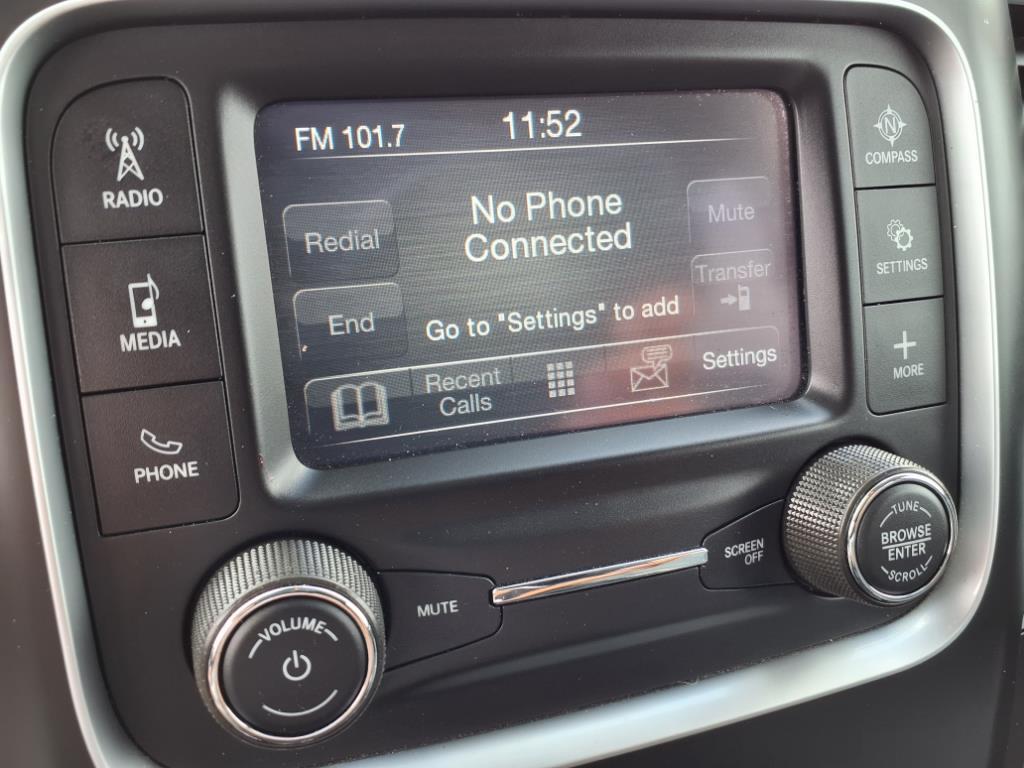 FM 101.7
11:52
RADIO
MEDIA
PHONE
Redial
End
No Phone
Connected
Go to "Settings" to add
Mute
Transfer
Recent
Calls
Settings
N
COMPASS
SETTINGS
MORE
VOLUME
MUTE
SCREEN
OFF
TUNE
BROWSE
ENTER
SCROLL